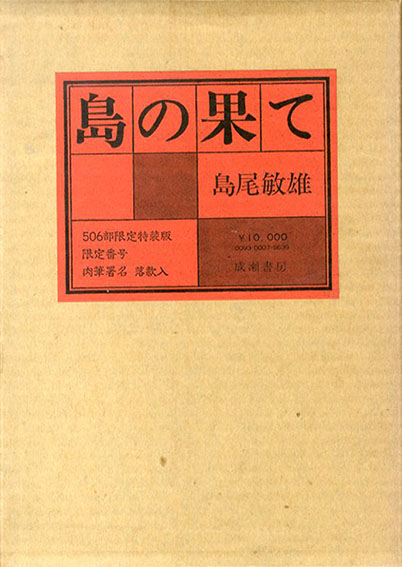 島の果て
島尾敏雄
506部限定特装版
限定番号
肉筆署名 落款入
¥10,000
成瀬書房